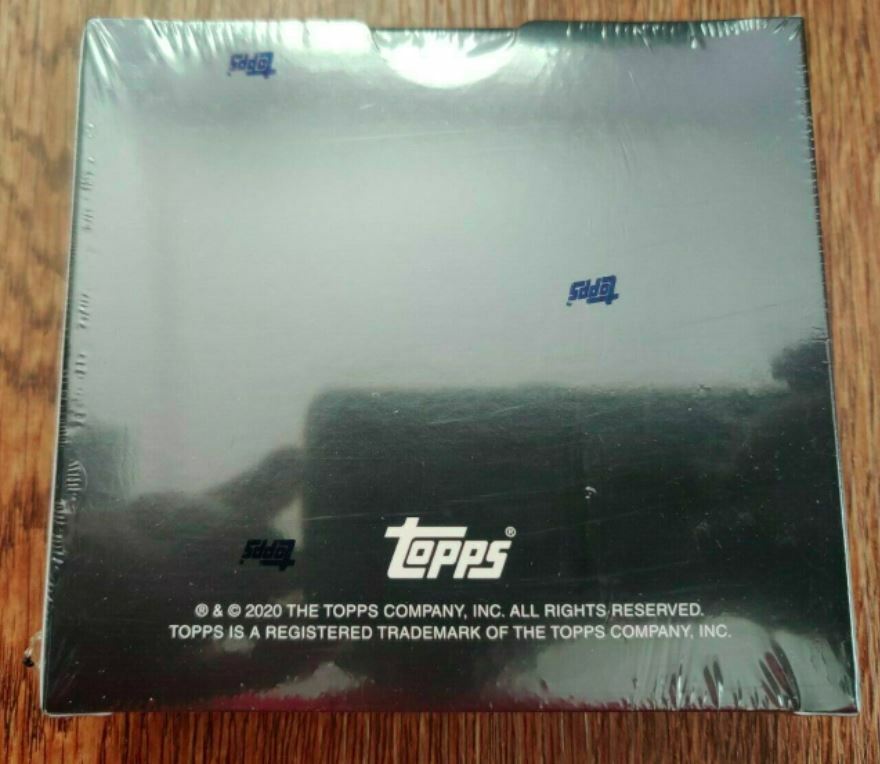 Topps
Topps
Topps
Topps®
® & © 2020 THE TOPPS COMPANY, INC. ALL RIGHTS RESERVED.
TOPPS IS A REGISTERED TRADEMARK OF THE TOPPS COMPANY, INC.